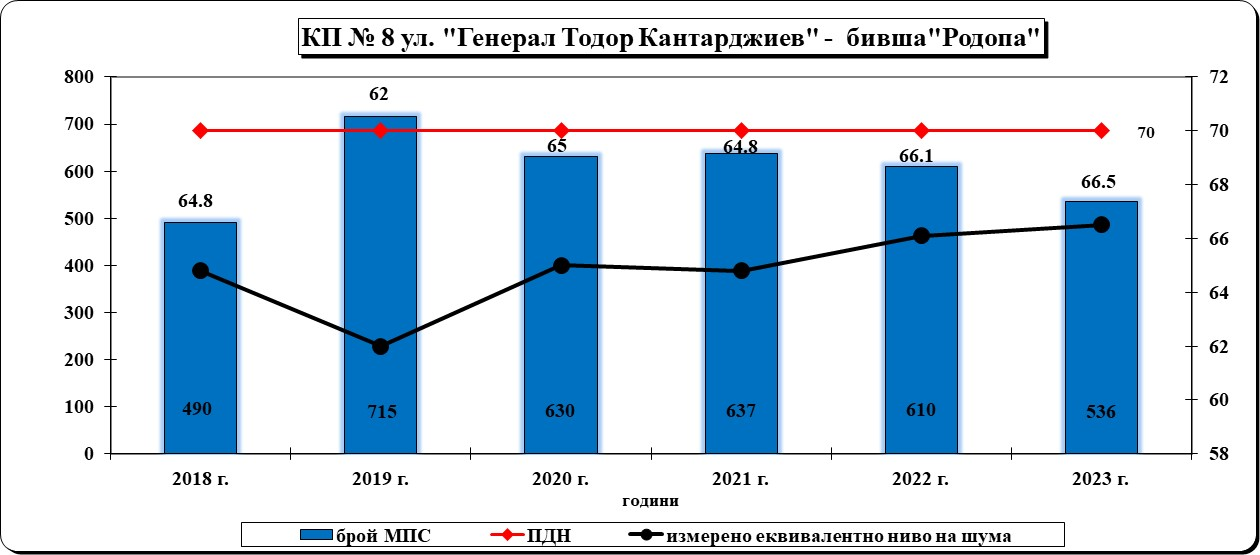 КП № 8 ул. "Генерал Тодор Кантарджиев" - бивша"Родопа"
800 72
62
700 70 70
65 64.8 66.1
600 68
64.8 66.5
500
66
400
64
300
62
200
490 715 630 637 610 536
100 60
0 58
2018 г. 2019 г. 2020 г. 2021 г. 2022 г. 2023 г.
години
брой МПС ПДН измерено еквивалентно ниво на шума